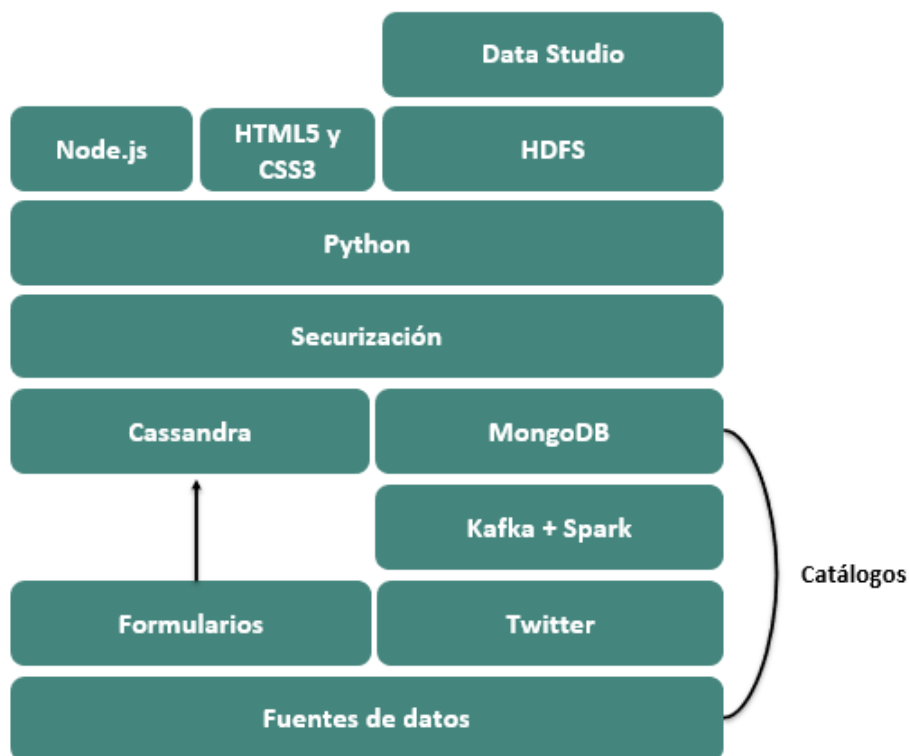 Data Studio
Node.js
HTML5 y
CSS3
HDFS
Python
Securización
Cassandra
MongoDB
Kafka + Spark
Catálogos
Formularios
Twitter
Fuentes de datos